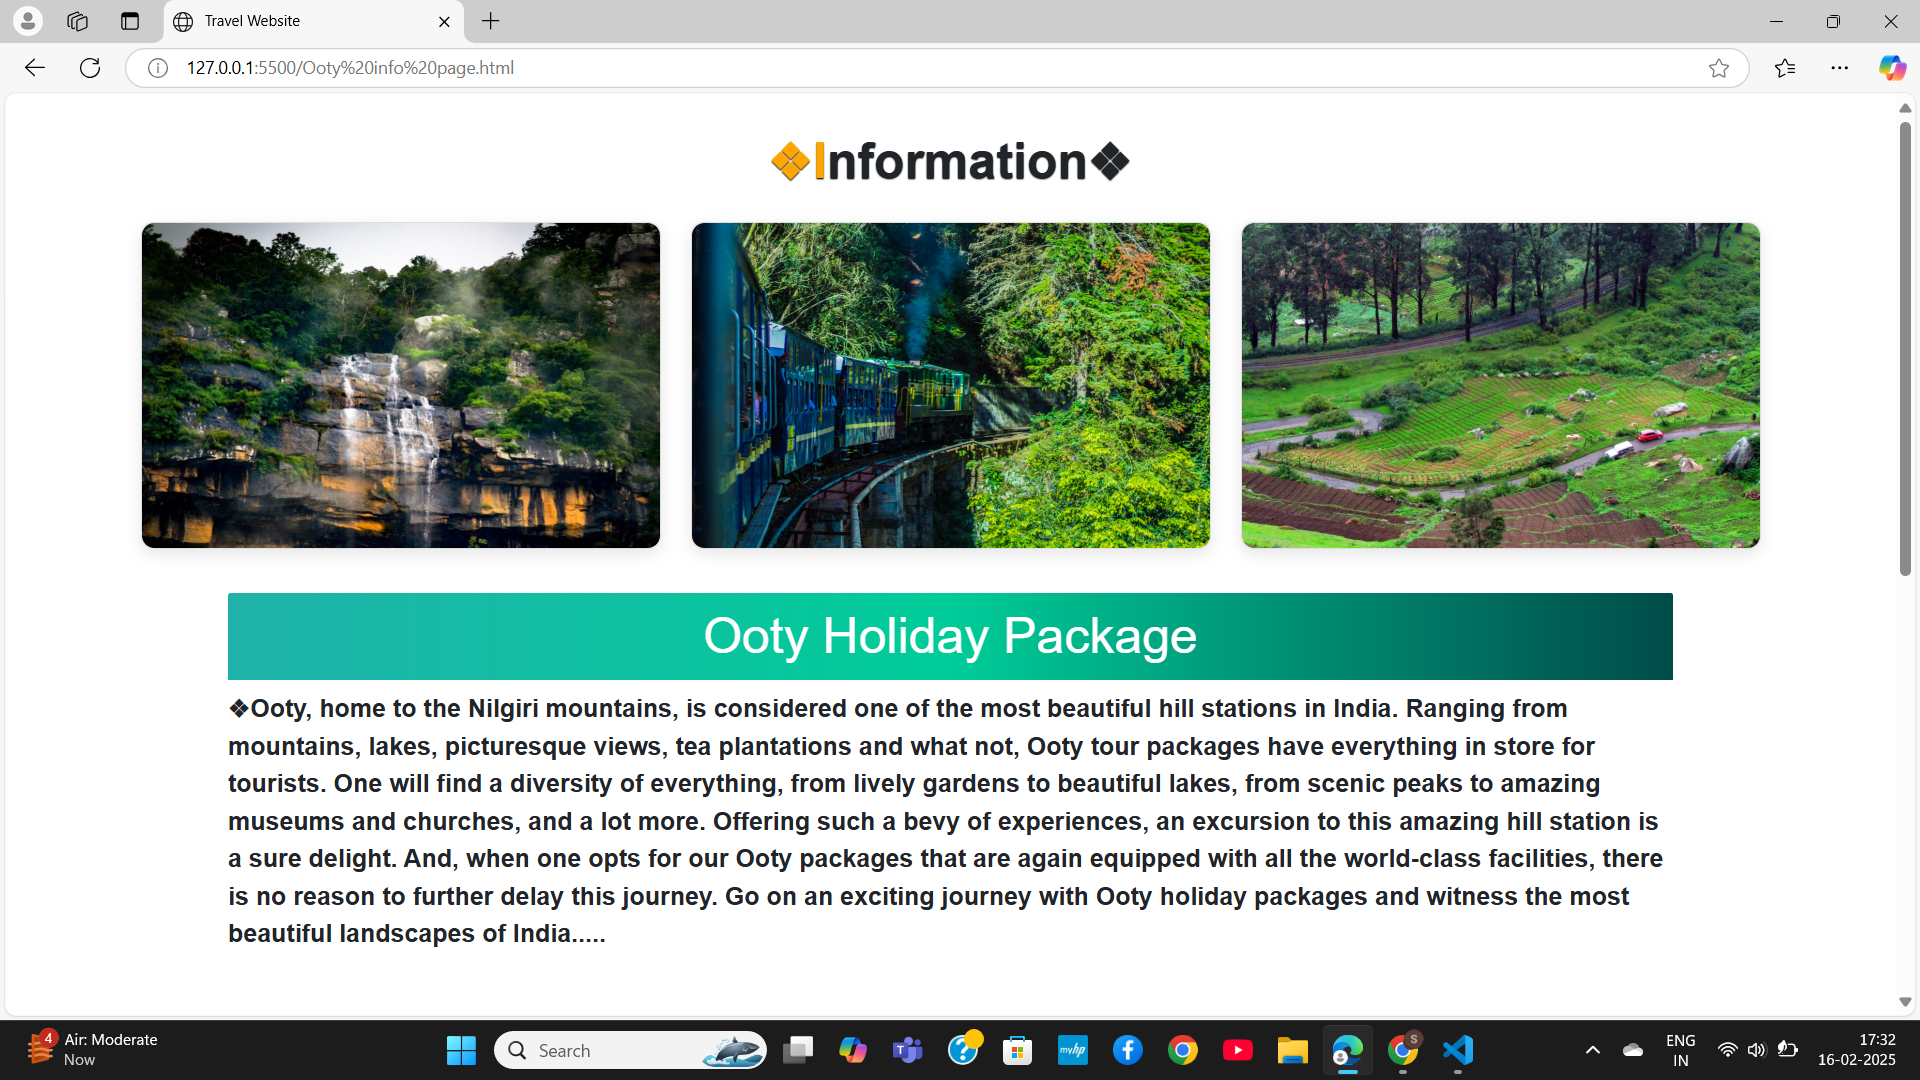 Travel Website
127.0.0.1:5500/Ooty%20info%20page.html
❖Information❖
Ooty Holiday Package
❖Ooty, home to the Nilgiri mountains, is considered one of the most beautiful hill stations in India. Ranging from
mountains, lakes, picturesque views, tea plantations and what not, Ooty tour packages have everything in store for
tourists. One will find a diversity of everything, from lively gardens to beautiful lakes, from scenic peaks to amazing
museums and churches, and a lot more. Offering such a bevy of experiences, an excursion to this amazing hill station is
a sure delight. And, when one opts for our Ooty packages that are again equipped with all the world-class facilities, there
is no reason to further delay this journey. Go on an exciting journey with Ooty holiday packages and witness the most
beautiful landscapes of India.....
4
Air: Moderate
Now
Search
T
?
myhp
S
ENG
IN
17:32
16-02-2025